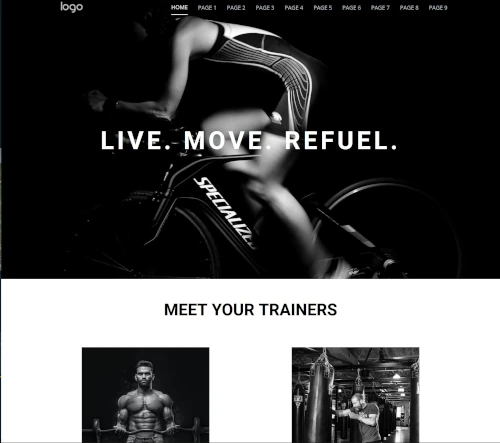 logo
HOME PAGE 1 PAGE 2 PAGE 3 PAGE 4 PAGE 5 PAGE 6 PAGE 7 PAGE 8 PAGE 9
LIVE. MOVE. REFUEL.
SPECIALIZED
MEET YOUR TRAINERS